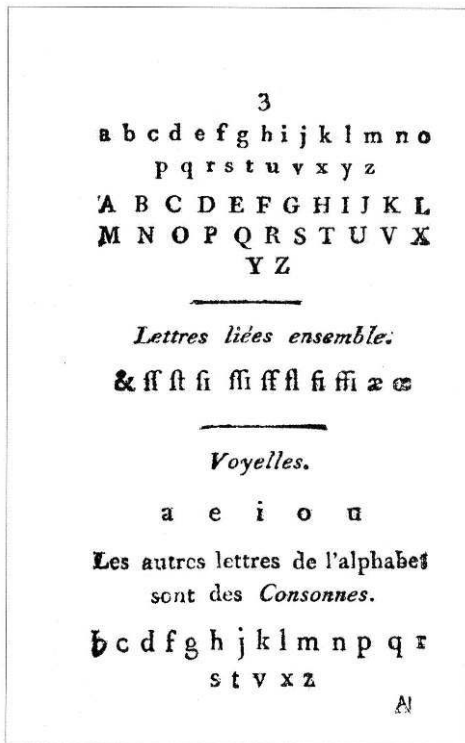 3
a b c d e f g h i j k l m n o
p q r s t u v x y z
A B C D E F G H I J K L
M N O P Q R S T U V X
Y Z
Lettres liées ensemble.
& ſſ ſt ſi ſſi ff fl fi ffi æ œ
Voyelles.
a e i o u
Les autres lettres de l'alphabet
sont des Consonnes.
b c d f g h j k l m n p q r
s t v x z